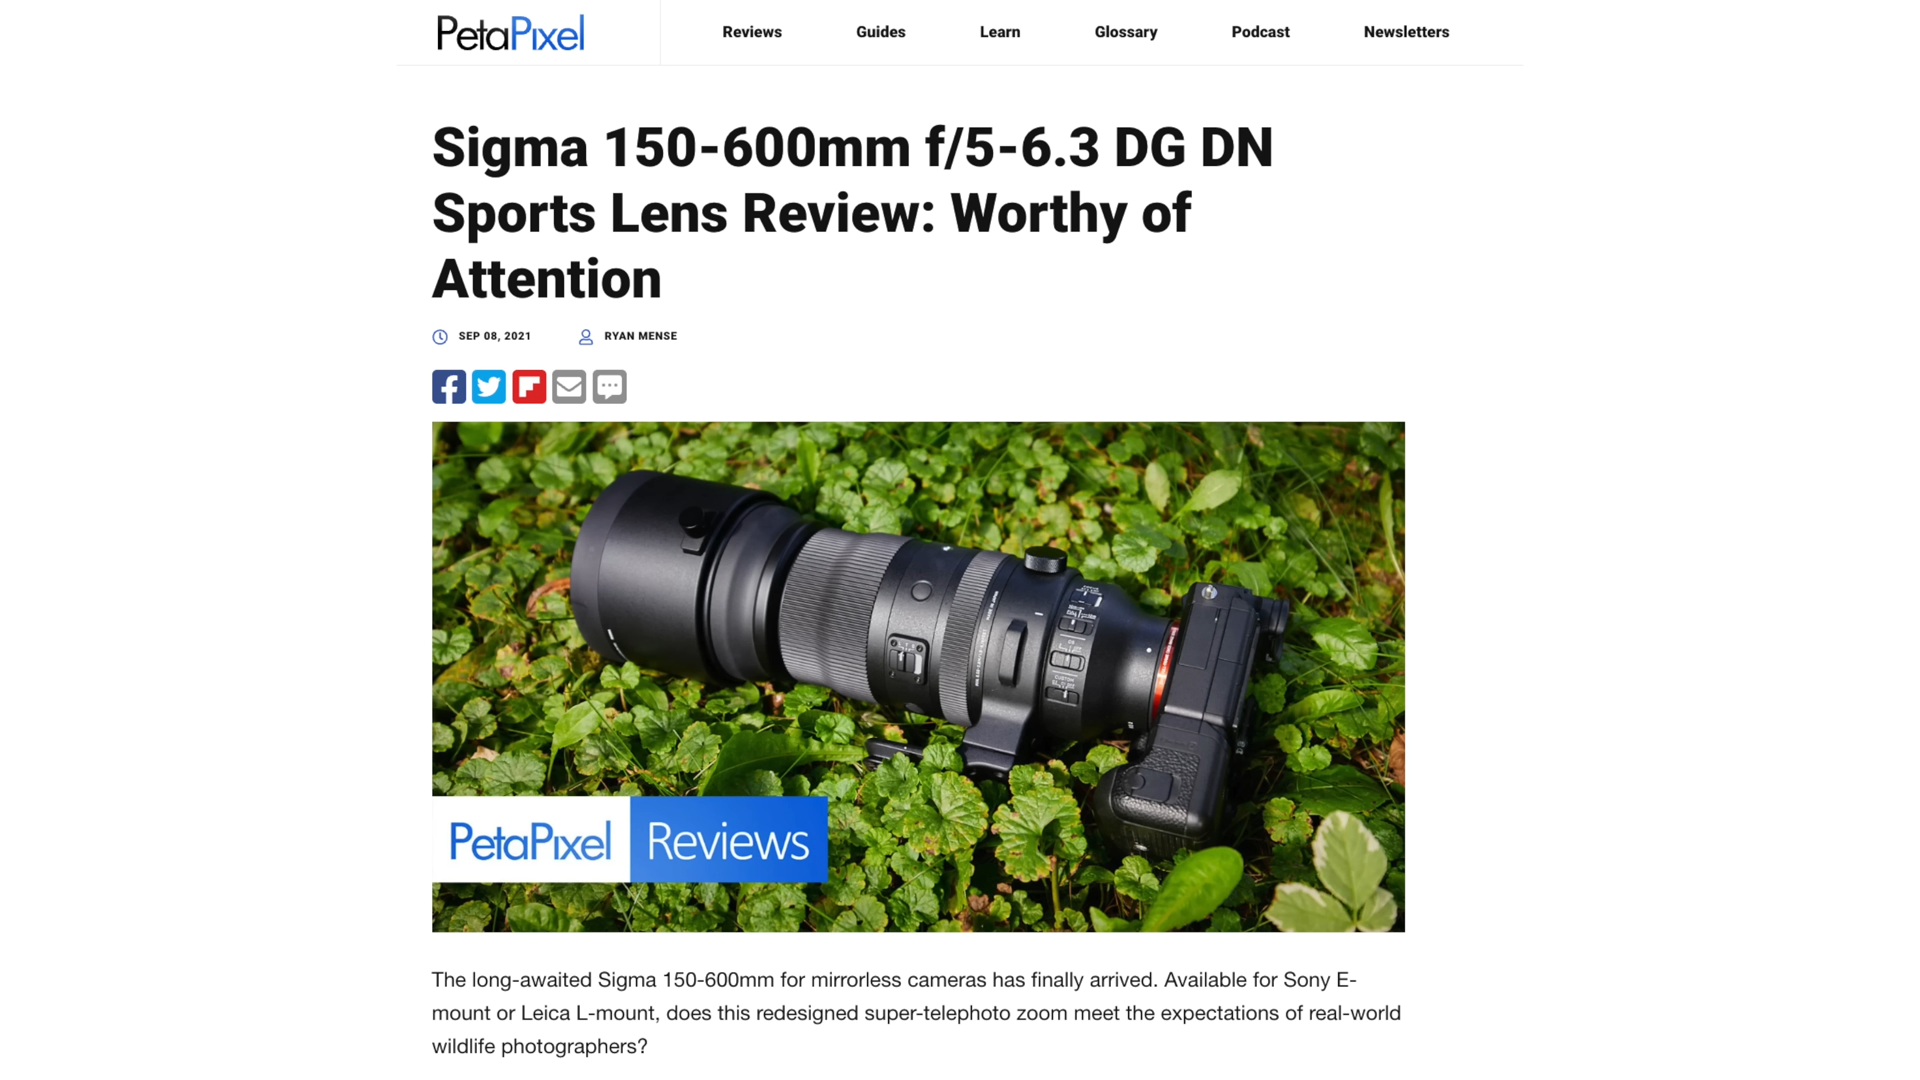 PetaPixel
Reviews
Guides
Learn
Glossary
Podcast
Newsletters
Sigma 150-600mm f/5-6.3 DG DN
Sports Lens Review: Worthy of
Attention
SEP 08, 2021
RYAN MENSE
PetaPixel Reviews
The long-awaited Sigma 150-600mm for mirrorless cameras has finally arrived. Available for Sony E-
mount or Leica L-mount, does this redesigned super-telephoto zoom meet the expectations of real-world
wildlife photographers?